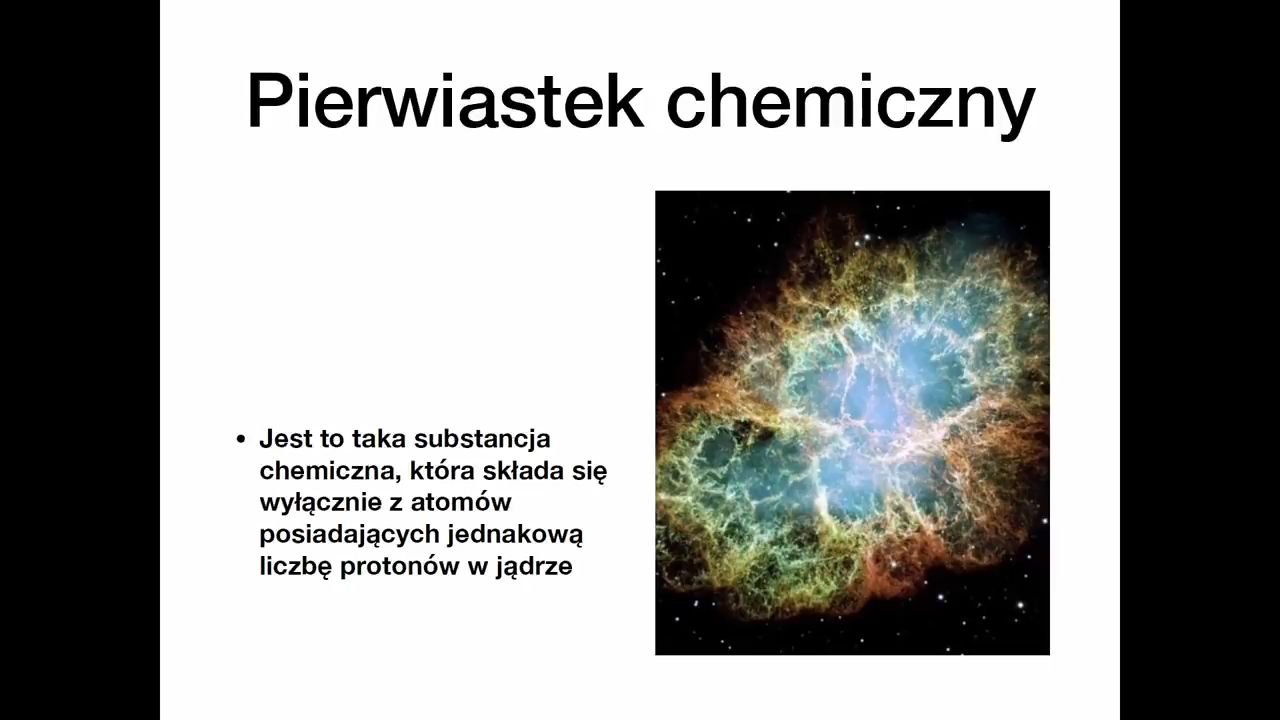 Pierwiastek chemiczny
• Jest to taka substancja
chemiczna, która składa się
wyłącznie z atomów
posiadających jednakową
liczbę protonów w jądrze